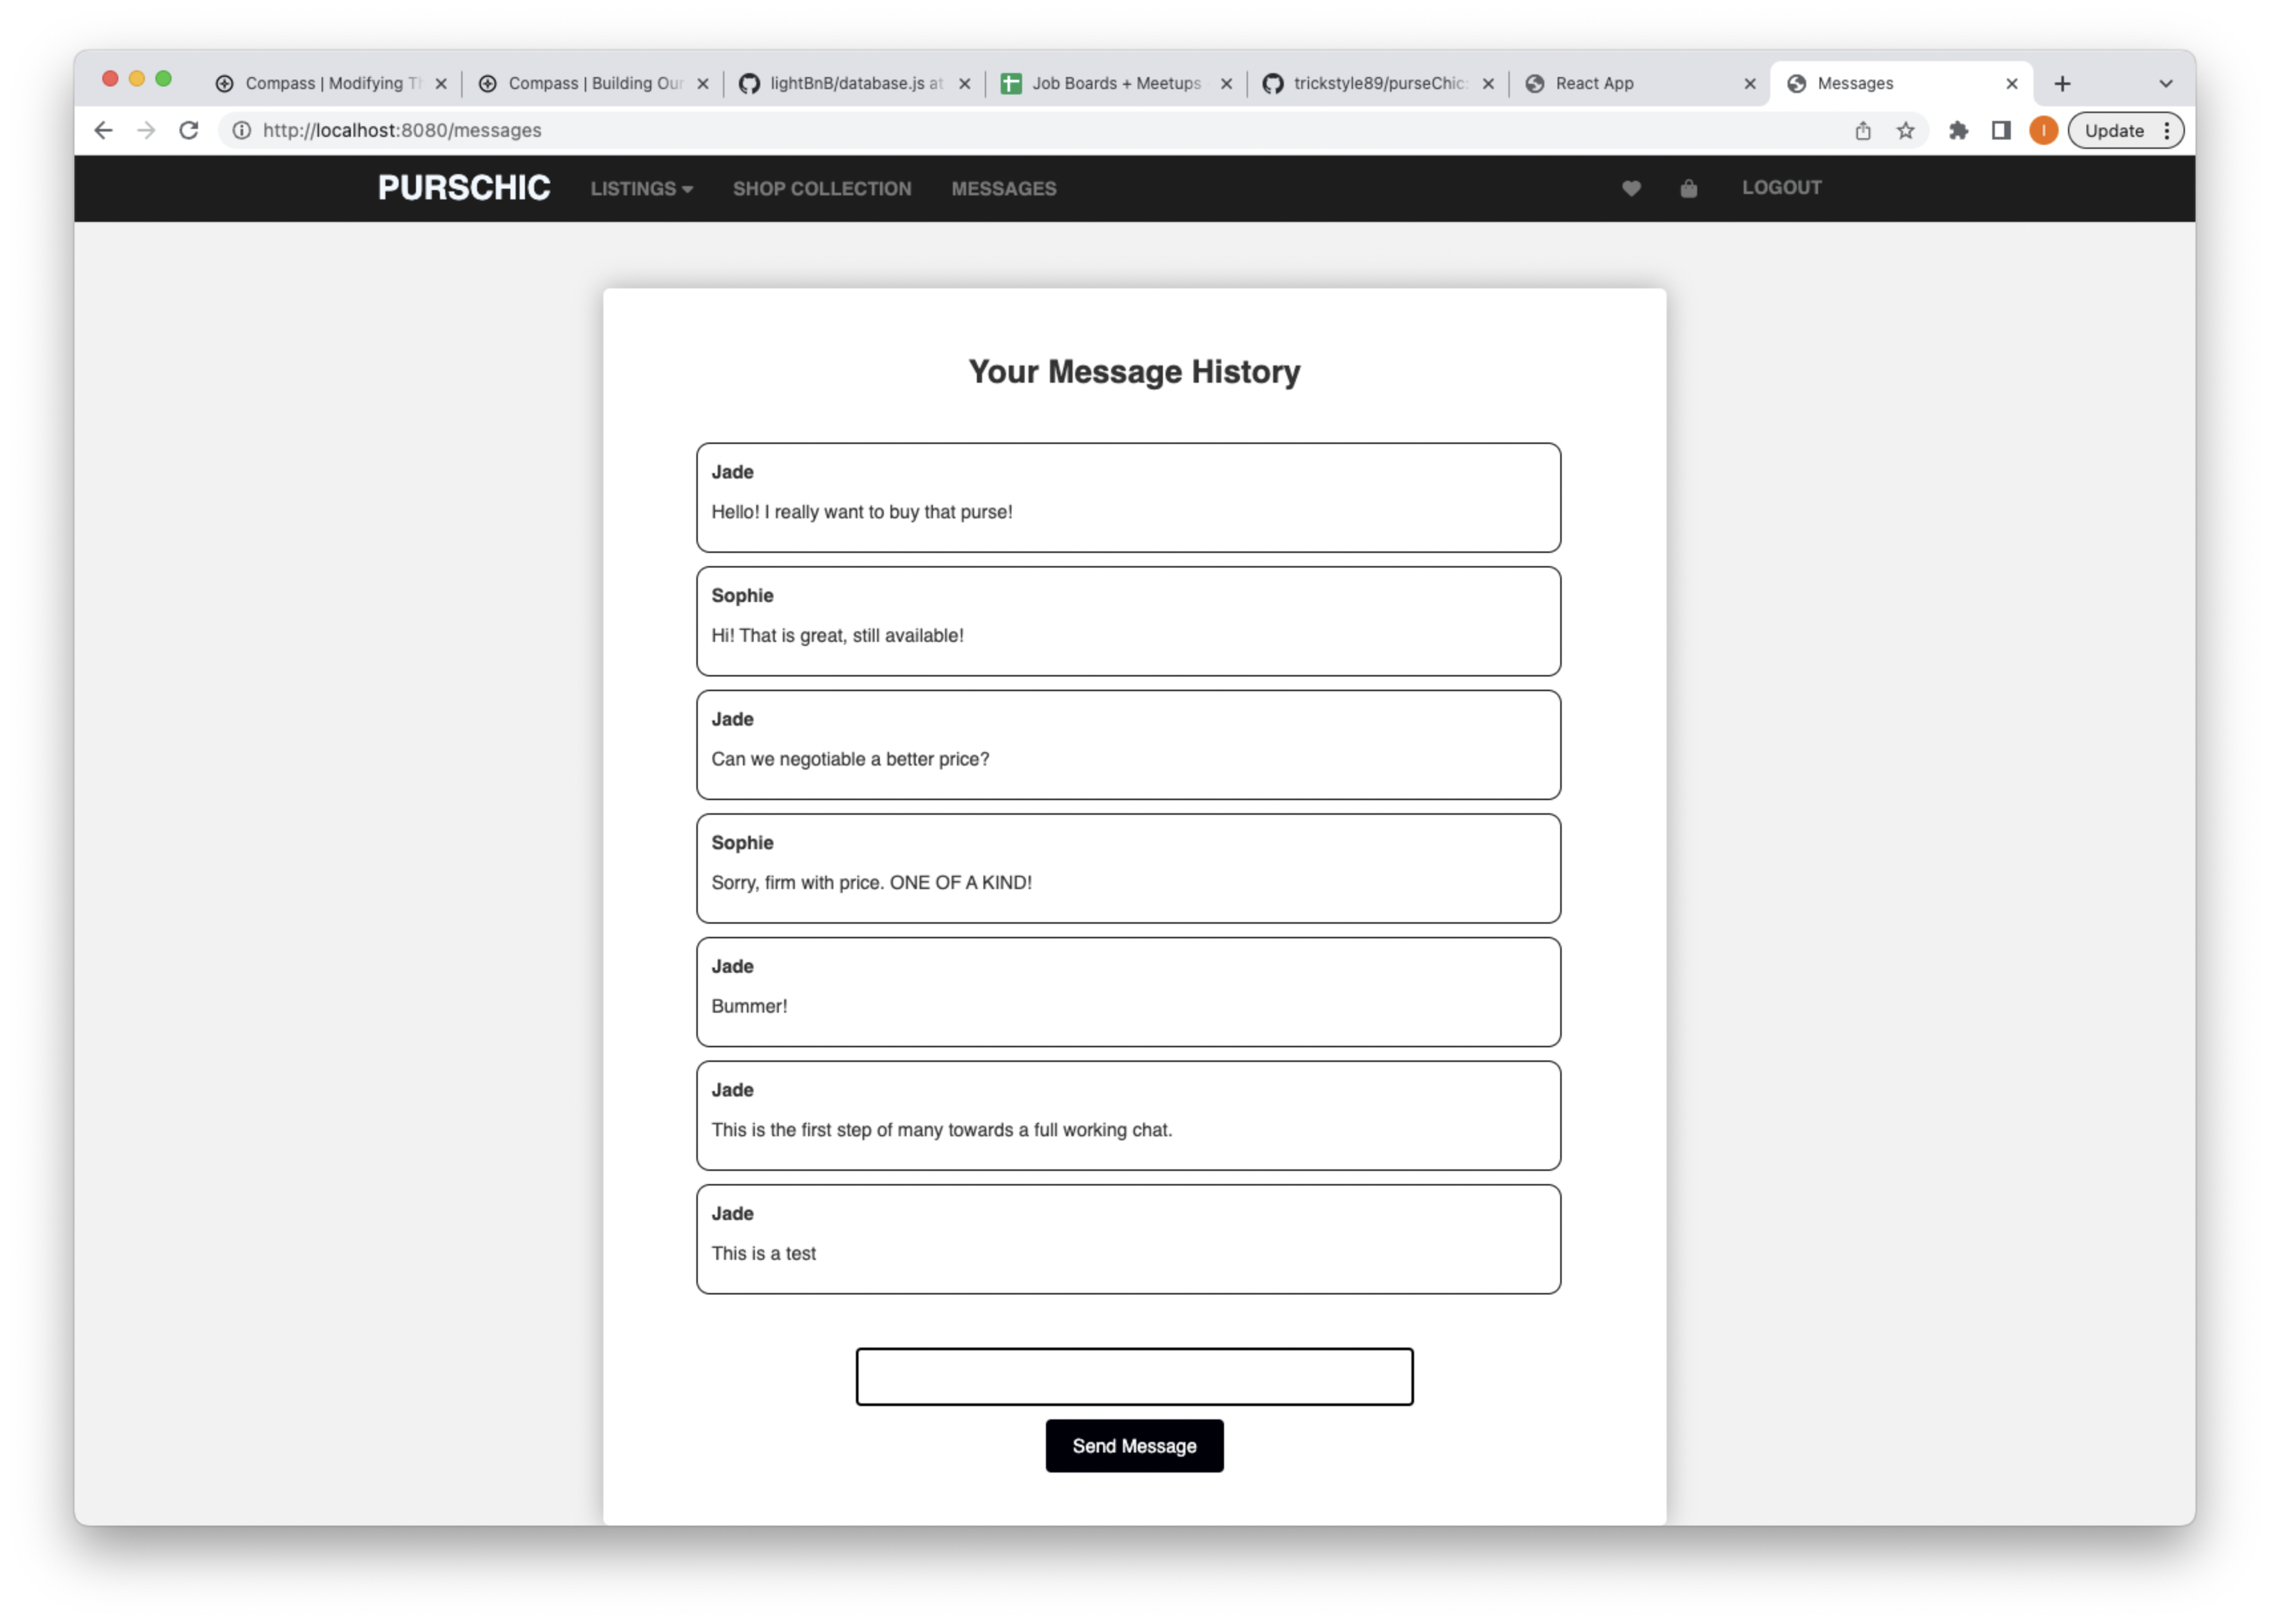 Compass | Modifying Th
Compass | Building Our
lightBnB/database.js at
Job Boards + Meetups
trickstyle89/purseChic:
React App
Messages
http://localhost:8080/messages
I
Update
PURSCHIC
LISTINGS
SHOP COLLECTION
MESSAGES
LOGOUT
Your Message History
Jade
Hello! I really want to buy that purse!
Sophie
Hi! That is great, still available!
Jade
Can we negotiable a better price?
Sophie
Sorry, firm with price. ONE OF A KIND!
Jade
Bummer!
Jade
This is the first step of many towards a full working chat.
Jade
This is a test
Send Message